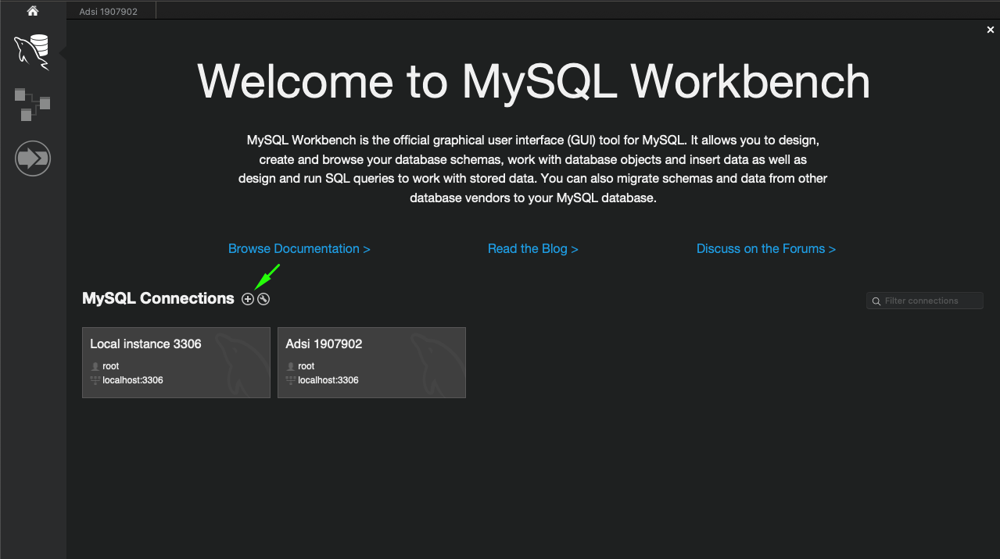 Adsi 1907902
Welcome to MySQL Workbench
MySQL Workbench is the official graphical user interface (GUI) tool for MySQL. It allows you to design,
create and browse your database schemas, work with database objects and insert data as well as
design and run SQL queries to work with stored data. You can also migrate schemas and data from other
database vendors to your MySQL database.
Browse Documentation >
Read the Blog >
Discuss on the Forums >
MySQL Connections
Filter connections
Local instance 3306
root
localhost:3306
Adsi 1907902
root
localhost:3306